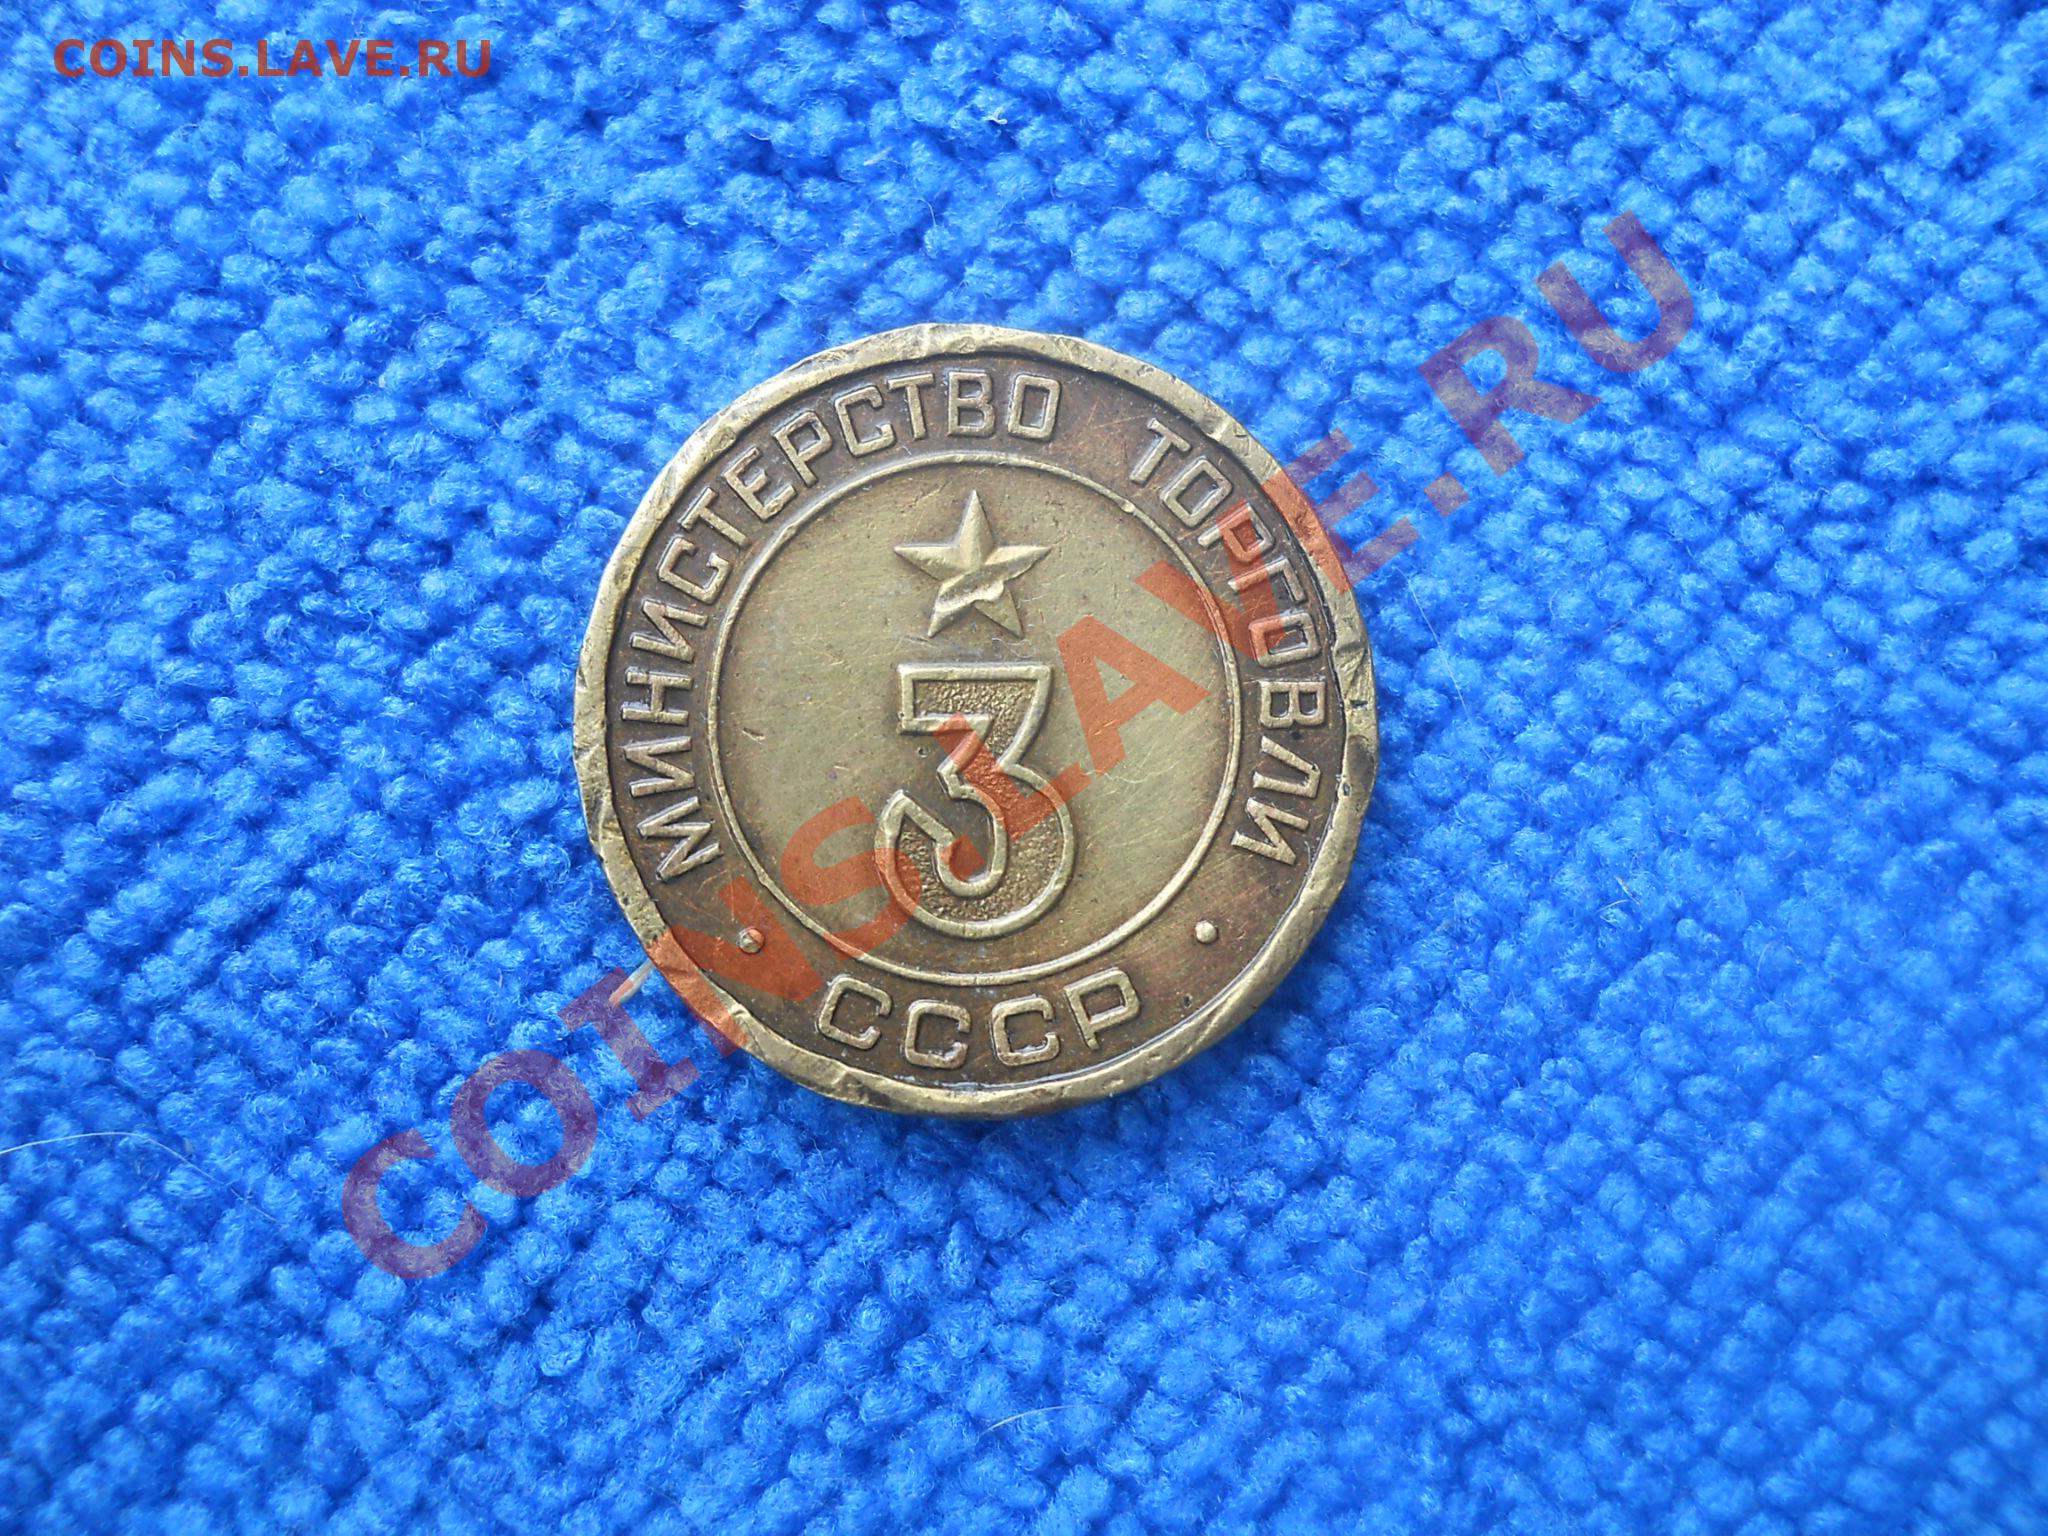 COINS.LAVE.RU
МИНИСТЕРСТВО ТОРГОВЛИ
3
• СССР •
COINS.LAVE.RU